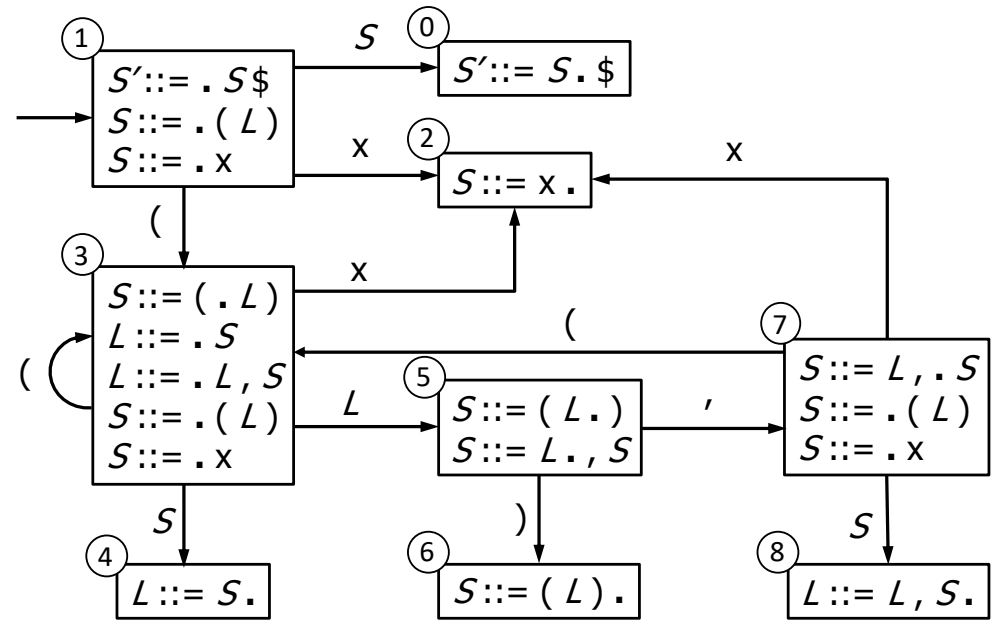 1
S'::= .S$
S::= .(L)
S::= .x
S
0
S'::= S.$
x
2
S::= x.
x
(
3
S::= (.L)
L::= .S
L::= .L,S
S::= .(L)
S::= .x
(
x
(
L
5
S::= (L.)
S::= L.,S
,
7
S::= L,.S
S::= .(L)
S::= .x
S
4
L::= S.
)
6
S::= (L).
S
8
L::= L,S.